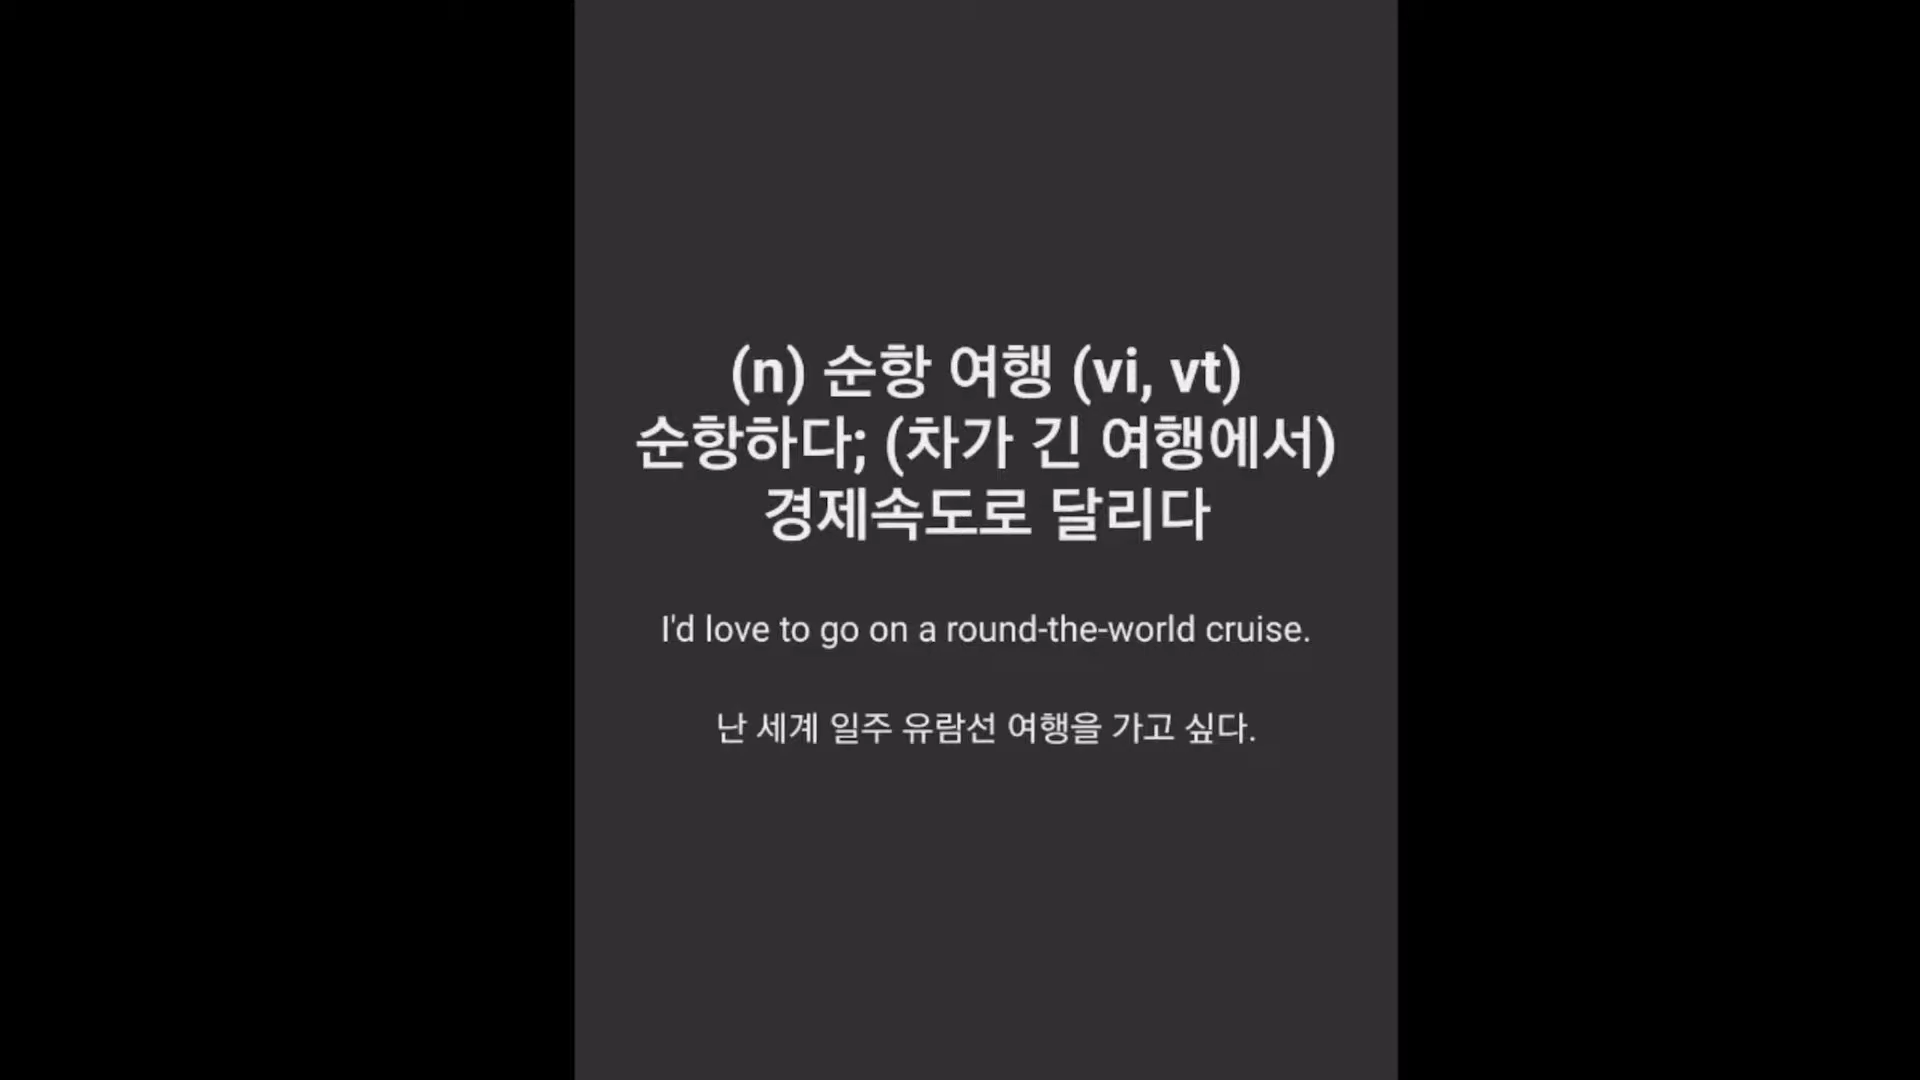 (n) 순항 여행 (vi, vt)
순항하다; (차가 긴 여행에서)
경제속도로 달리다
I'd love to go on a round-the-world cruise.
난 세계 일주 유람선 여행을 가고 싶다.